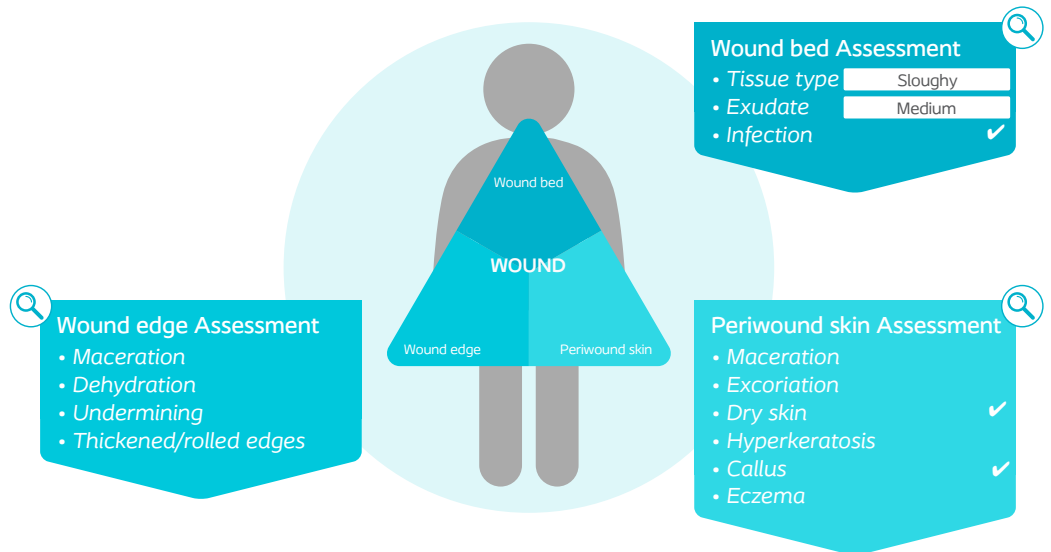 Wound bed Assessment
• Tissue type Sloughy
• Exudate Medium
• Infection ✔
Wound bed
WOUND
Wound edge
Periwound skin
Wound edge Assessment
• Maceration
• Dehydration
• Undermining
• Thickened/rolled edges
Periwound skin Assessment
• Maceration
• Excoriation
• Dry skin ✔
• Hyperkeratosis
• Callus ✔
• Eczema